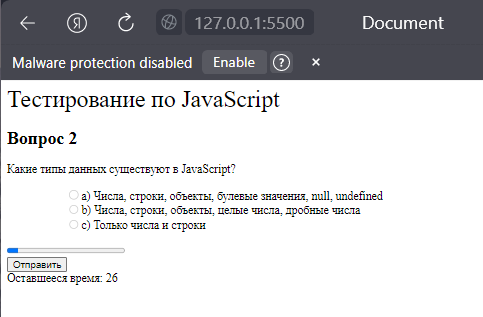 127.0.0.1:5500 Document
Malware protection disabled Enable ?
Тестирование по JavaScript
Вопрос 2
Какие типы данных существуют в JavaScript?
a) Числа, строки, объекты, булевые значения, null, undefined
b) Числа, строки, объекты, целые числа, дробные числа
c) Только числа и строки
Отправить
Оставшееся время: 26